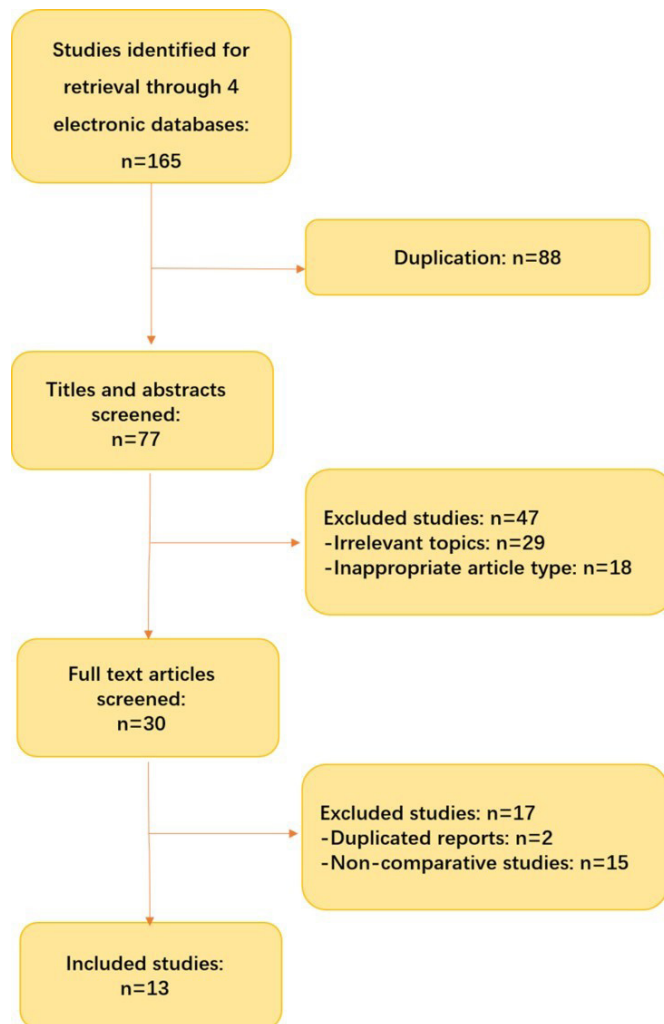 Studies identified for
retrieval through 4
electronic databases:
n=165
Duplication: n=88
Titles and abstracts
screened:
n=77
Excluded studies: n=47
-Irrelevant topics: n=29
-Inappropriate article type: n=18
Full text articles
screened:
n=30
Excluded studies: n=17
-Duplicated reports: n=2
-Non-comparative studies: n=15
Included studies:
n=13